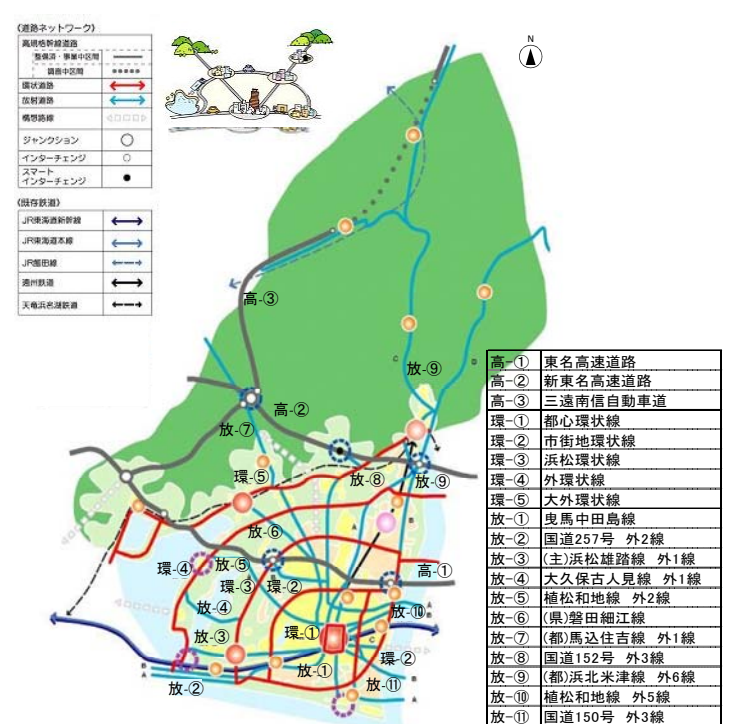 (道路ネットワーク)
高規格幹線道路
整備済・事業中区間
調査中区間
環状道路
放射道路
構想路線
ジャンクション
インターチェンジ
スマート
インターチェンジ
(既存鉄道)
JR東海道新幹線
JR東海道本線
JR飯田線
遠州鉄道
天竜浜名湖鉄道
N
高-③
放-⑨
高-②
放-⑦
環-⑤
放-⑧
放-⑨
放-⑥
環-④
放-⑤
環-③
環-②
高-①
放-④
放-⑩
放-③
環-①
環-②
放-①
放-②
放-⑪
C
D
B
A
B
A
C
B
A
B
A
高-① 東名高速道路
高-② 新東名高速道路
高-③ 三遠南信自動車道
環-① 都心環状線
環-② 市街地環状線
環-③ 浜松環状線
環-④ 外環状線
環-⑤ 大外環状線
放-① 曳馬中田島線
放-② 国道257号 外2線
放-③ (主)浜松雄踏線 外1線
放-④ 大久保古人見線 外1線
放-⑤ 植松和地線 外2線
放-⑥ (県)磐田細江線
放-⑦ (都)馬込住吉線 外1線
放-⑧ 国道152号 外3線
放-⑨ (都)浜北米津線 外6線
放-⑩ 植松和地線 外5線
放-⑪ 国道150号 外3線